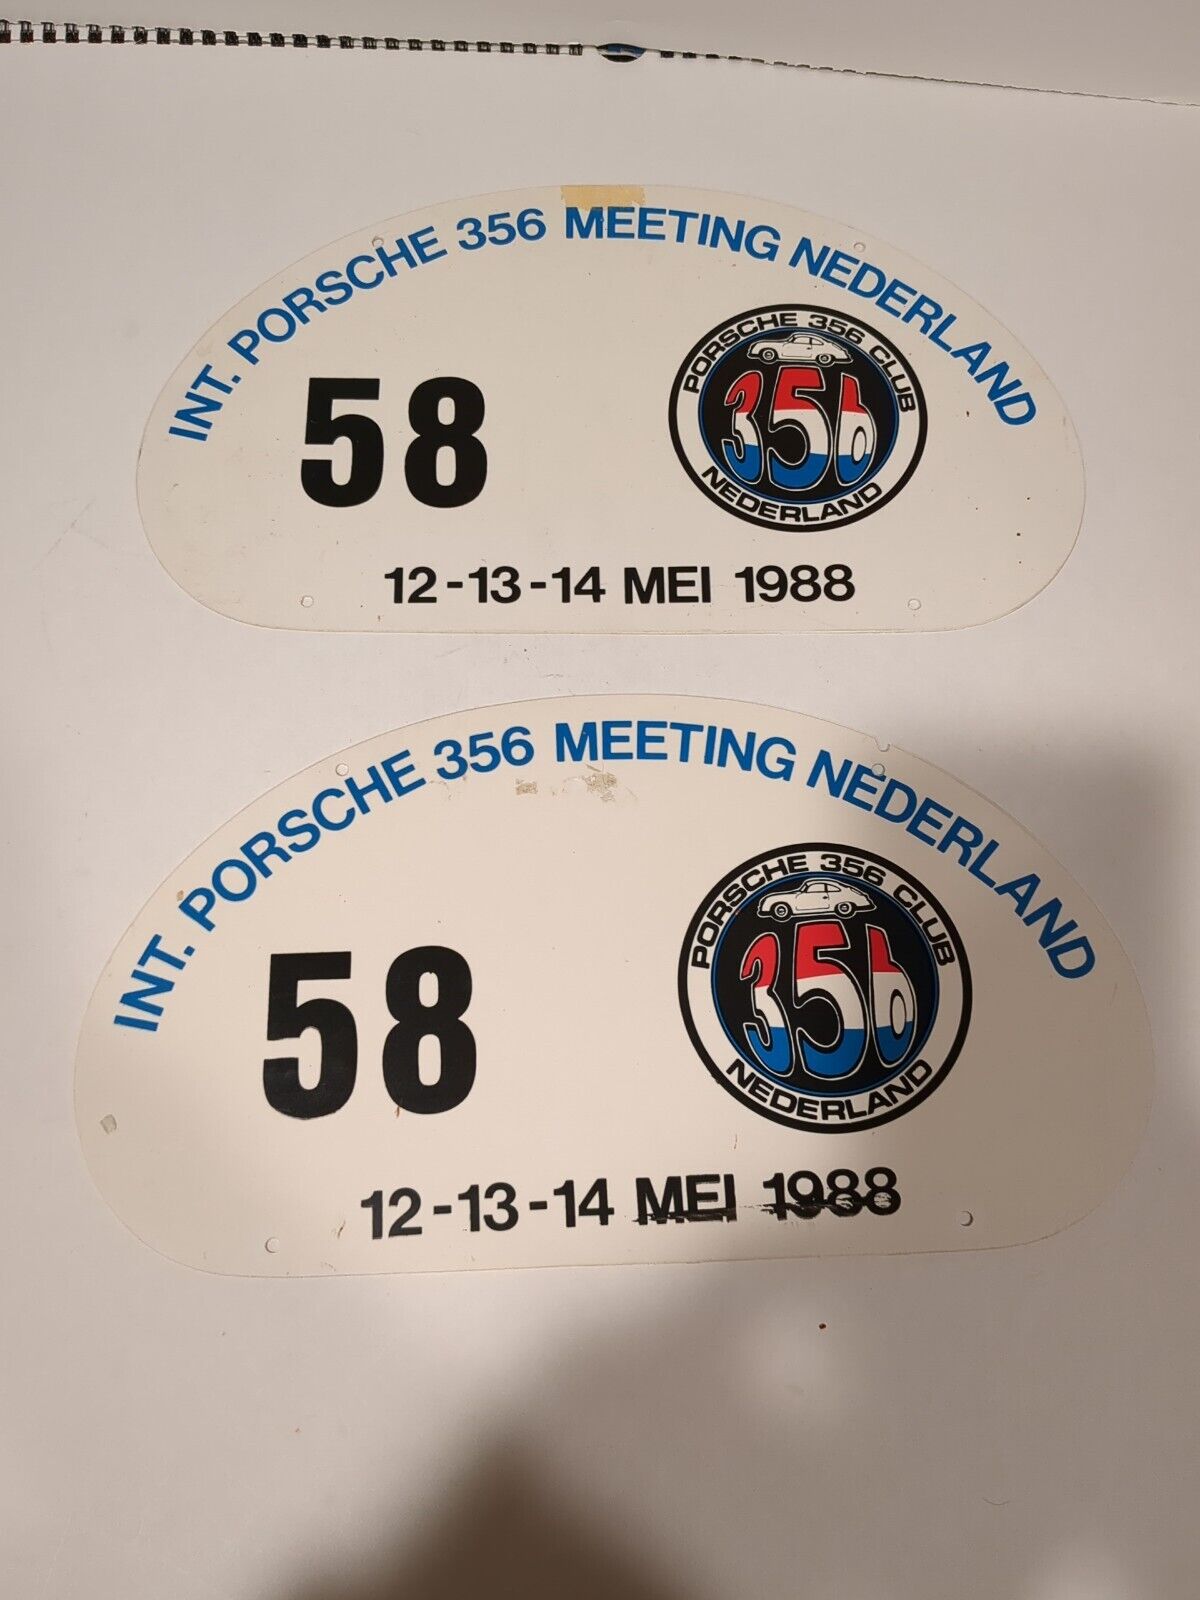 INT. PORSCHE 356 MEETING NEDERLAND
58
PORSCHE 356 CLUB
356
NEDERLAND
12-13-14 MEI 1988
INT. PORSCHE 356 MEETING NEDERLAND
58
PORSCHE 356 CLUB
356
NEDERLAND
12-13-14 MEI 1988